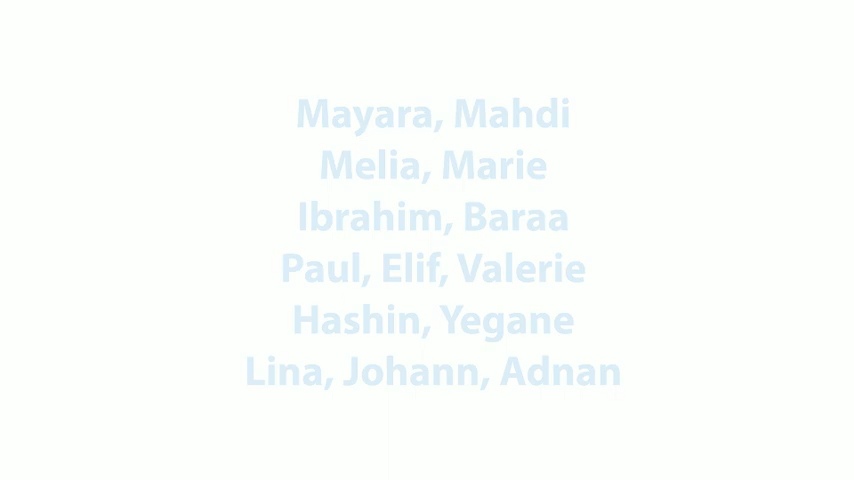 Mayara, Mahdi
Melia, Marie
Ibrahim, Baraa
Paul, Elif, Valerie
Hashin, Yegane
Lina, Johann, Adnan